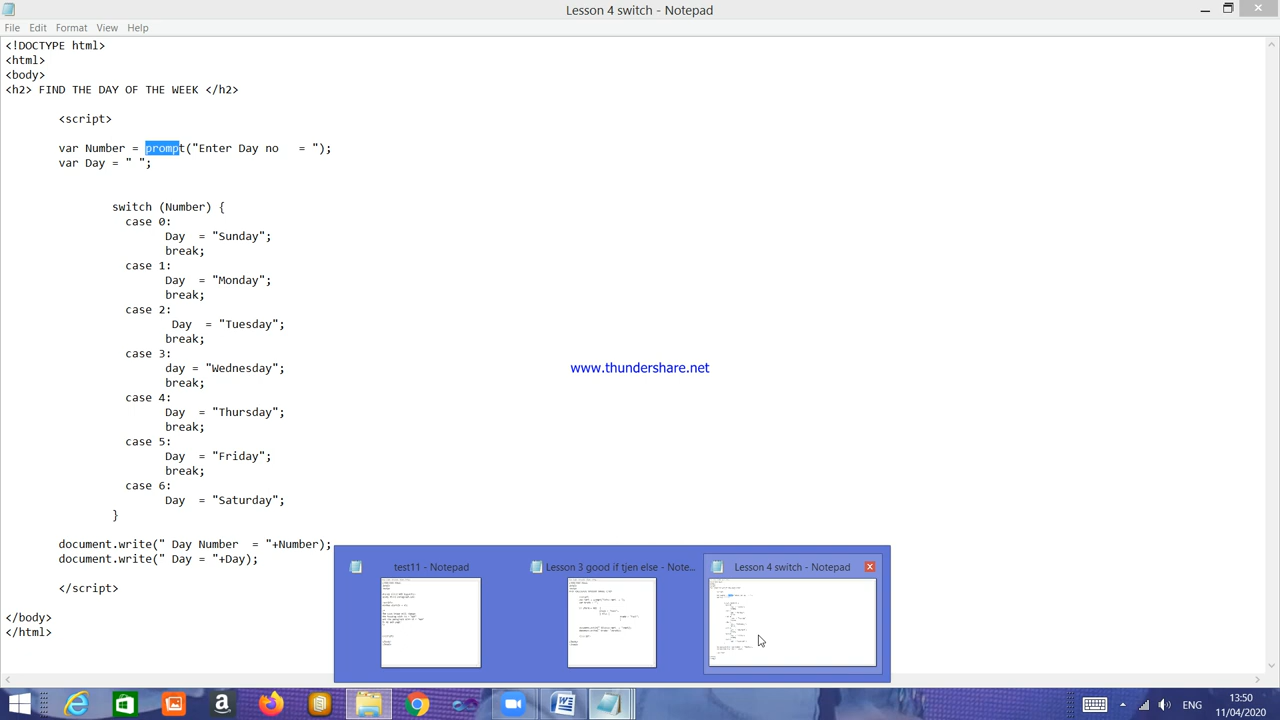 Lesson 4 switch - Notepad
File Edit Format View Help
<!DOCTYPE html>
<html>
<body>
<h2> FIND THE DAY OF THE WEEK </h2>
<script>
var Number = prompt("Enter Day no   = ");
var Day = " ";
switch (Number) {
case 0:
Day  = "Sunday";
break;
case 1:
Day  = "Monday";
break;
case 2:
Day  = "Tuesday";
break;
case 3:
day = "Wednesday";
break;
case 4:
Day  = "Thursday";
break;
case 5:
Day  = "Friday";
break;
case 6:
Day  = "Saturday";
}
document.write(" Day Number  = "+Number);
document.write(" Day = "+Day);
</script>
</body>
</html>
www.thundershare.net
test11 - Notepad
Lesson 3 good if tjen else - Note...
Lesson 4 switch - Notepad
ENG
13:50
11/04/2020